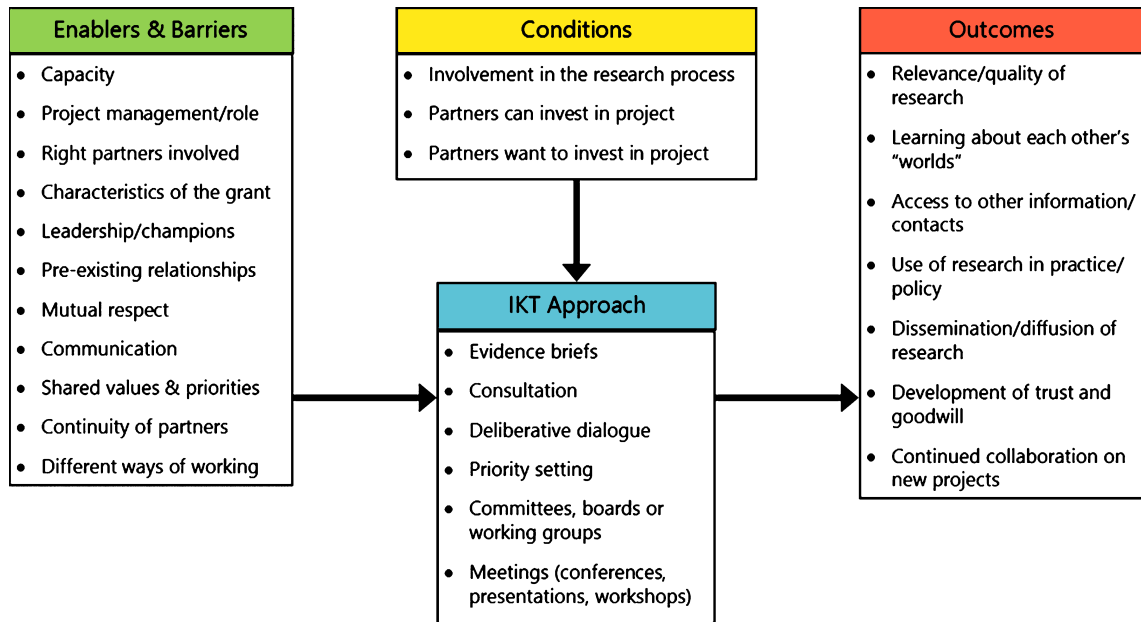 Enablers & Barriers
• Capacity
• Project management/role
• Right partners involved
• Characteristics of the grant
• Leadership/champions
• Pre-existing relationships
• Mutual respect
• Communication
• Shared values & priorities
• Continuity of partners
• Different ways of working
Conditions
• Involvement in the research process
• Partners can invest in project
• Partners want to invest in project
IKT Approach
• Evidence briefs
• Consultation
• Deliberative dialogue
• Priority setting
• Committees, boards or
working groups
• Meetings (conferences,
presentations, workshops)
Outcomes
• Relevance/quality of
research
• Learning about each other’s
“worlds”
• Access to other information/
contacts
• Use of research in practice/
policy
• Dissemination/diffusion of
research
• Development of trust and
goodwill
• Continued collaboration on
new projects